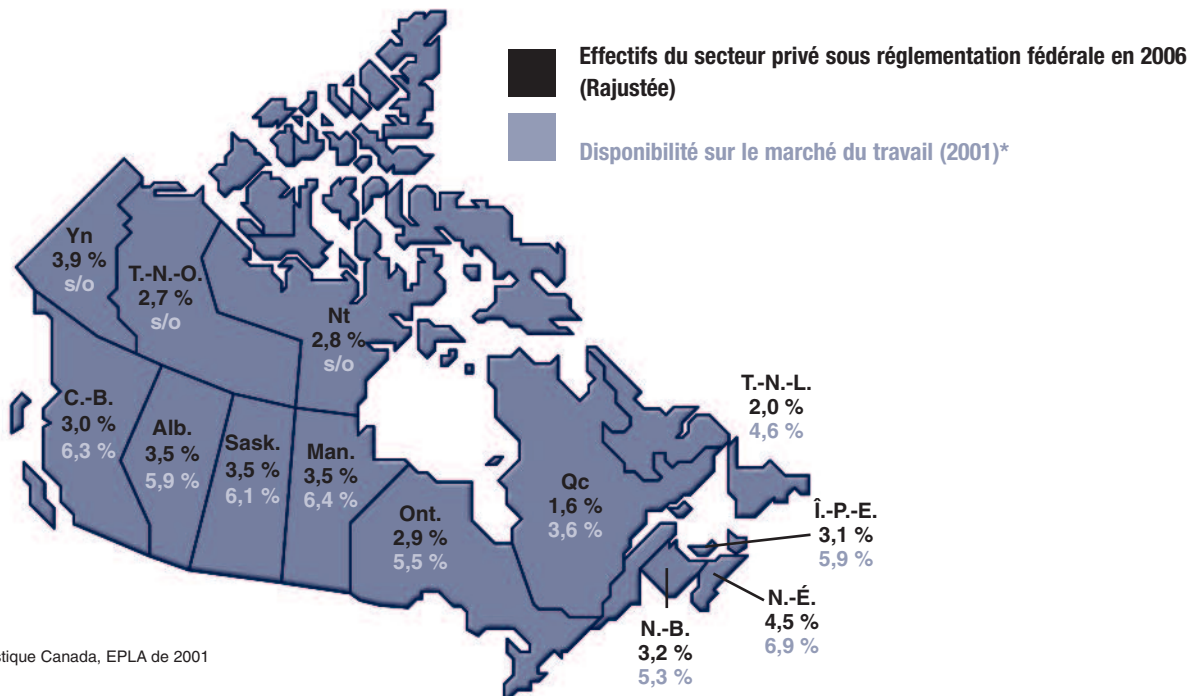 Effectifs du secteur privé sous réglementation fédérale en 2006
(Rajustée)
Disponibilité sur le marché du travail (2001)*
Yn
3,9 %
s/o
T.-N.-O.
2,7 %
s/o
Nt
2,8 %
s/o
C.-B.
3,0 %
6,3 %
Alb.
3,5 %
5,9 %
Sask.
3,5 %
6,1 %
Man.
3,5 %
6,4 %
Ont.
2,9 %
5,5 %
Qc
1,6 %
3,6 %
T.-N.-L.
2,0 %
4,6 %
Î.-P.-E.
3,1 %
5,9 %
N.-É.
4,5 %
6,9 %
N.-B.
3,2 %
5,3 %
tique Canada, EPLA de 2001